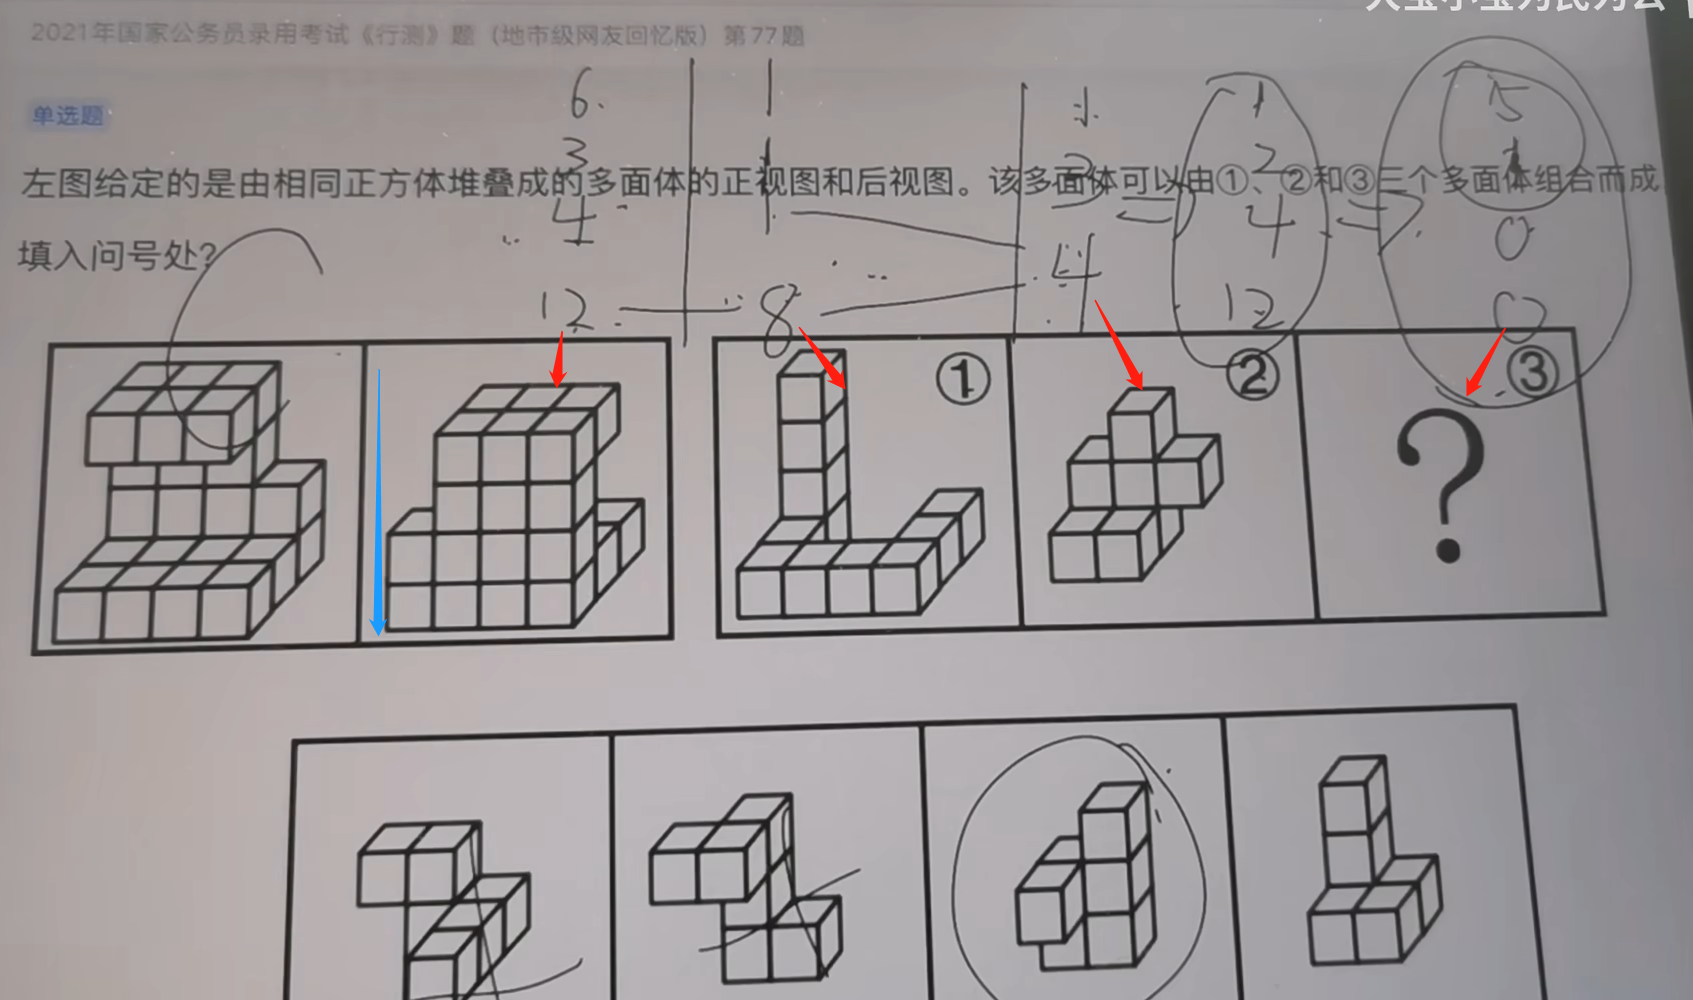 2021年国家公务员录用考试《行测》题（地市级网友回忆版）第77题
单选题
左图给定的是由相同正方体堆叠成的多面体的正视图和后视图。该多面体可以由①、②和③三个多面体组合而成
填入问号处？
6 1 1 1 5
3 1 2 2 1
4 1 3 4 0
12 8 4 12 0
① ② ③
?